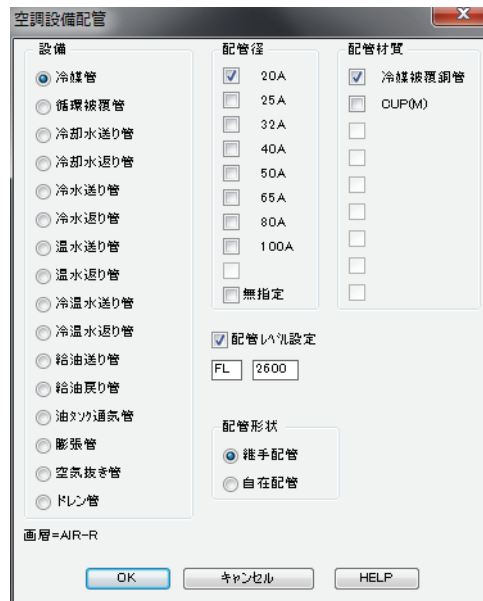 空調設備配管
設備
冷媒管
循環被覆管
冷却水送り管
冷却水返り管
冷水送り管
冷水返り管
温水送り管
温水返り管
冷温水送り管
冷温水返り管
給油送り管
給油戻り管
油タンク通気管
膨張管
空気抜き管
ドレン管
画層=AIR-R
配管径
20A
25A
32A
40A
50A
65A
80A
100A
無指定
配管材質
冷媒被覆銅管
CUP(M)
配管レベル設定
FL 2600
配管形状
継手配管
自在配管
OK キャンセル HELP